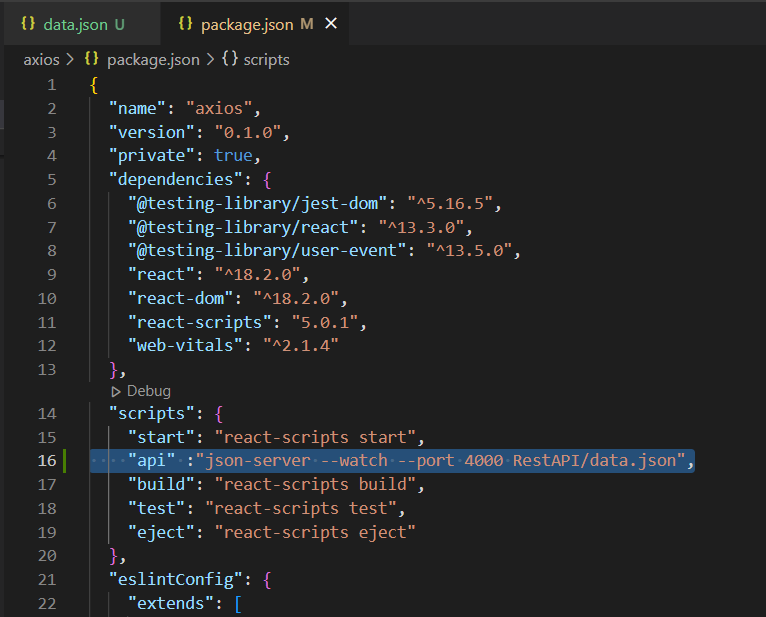 {} data.json U {} package.json M ×
axios > {} package.json > {} scripts
1 {
2 "name": "axios",
3 "version": "0.1.0",
4 "private": true,
5 "dependencies": {
6 "@testing-library/jest-dom": "^5.16.5",
7 "@testing-library/react": "^13.3.0",
8 "@testing-library/user-event": "^13.5.0",
9 "react": "^18.2.0",
10 "react-dom": "^18.2.0",
11 "react-scripts": "5.0.1",
12 "web-vitals": "^2.1.4"
13 },
Debug
14 "scripts": {
15 "start": "react-scripts start",
16 "api" :"json-server --watch --port 4000 RestAPI/data.json",
17 "build": "react-scripts build",
18 "test": "react-scripts test",
19 "eject": "react-scripts eject"
20 },
21 "eslintConfig": {
22 "extends": [